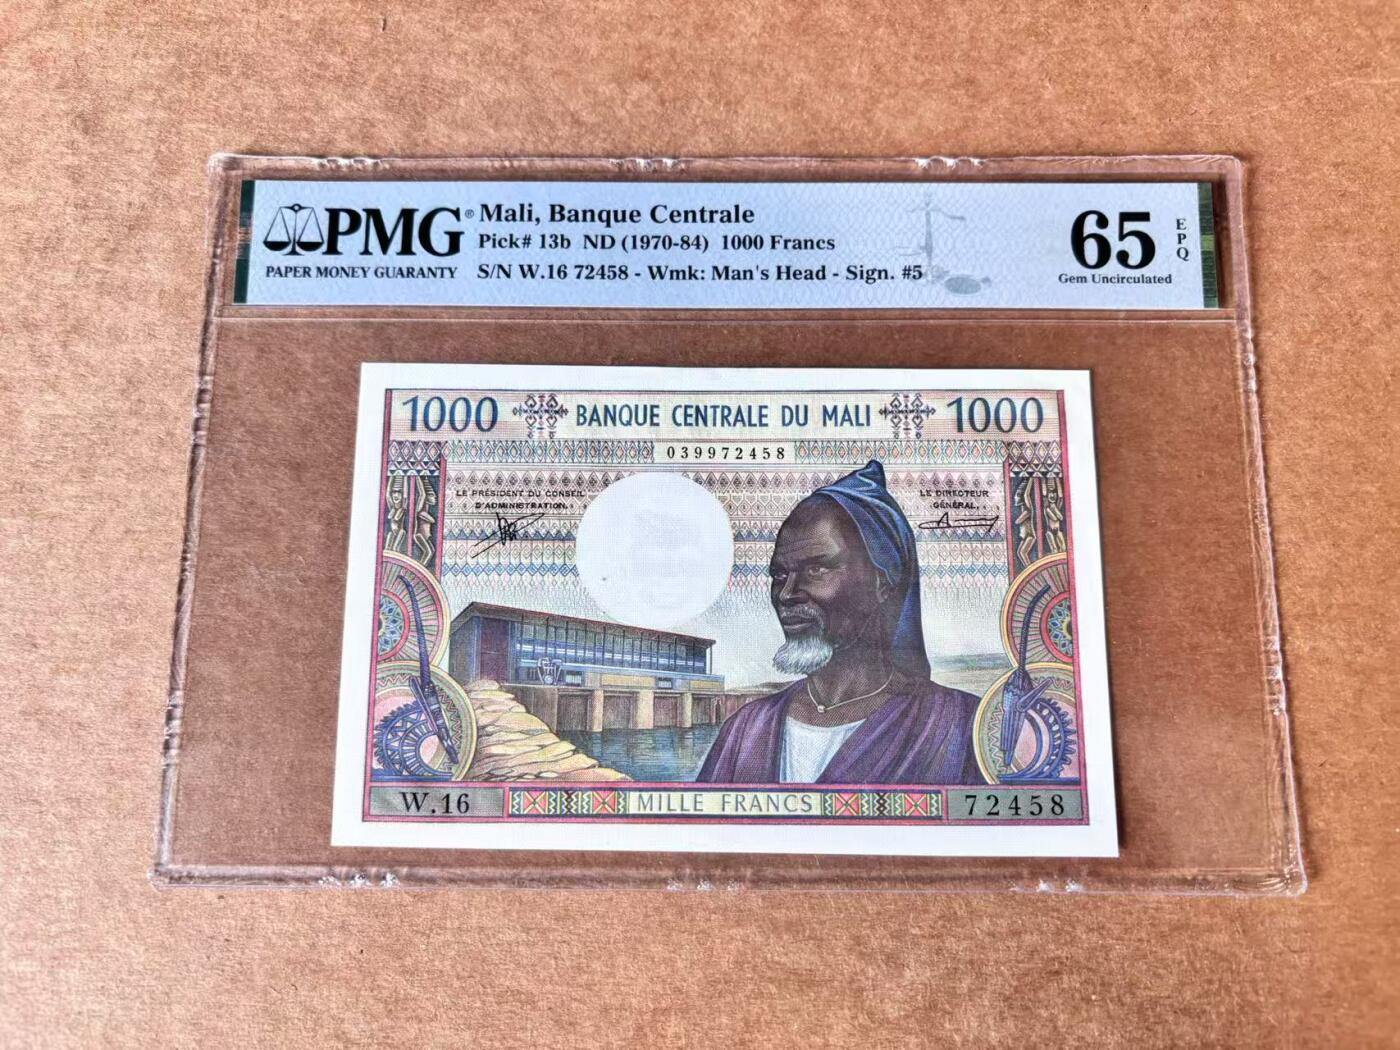 PMG®
PAPER MONEY GUARANTY
Mali, Banque Centrale
Pick# 13b ND (1970-84) 1000 Francs
S/N W.16 72458 - Wmk: Man's Head - Sign. #5
65
EPQ
Gem Uncirculated
1000 BANQUE CENTRALE DU MALI 1000
039972458
LE PRÉSIDENT DU CONSEIL
D'ADMINISTRATION,
LE DIRECTEUR
GÉNÉRAL,
W.16 MILLE FRANCS 72458